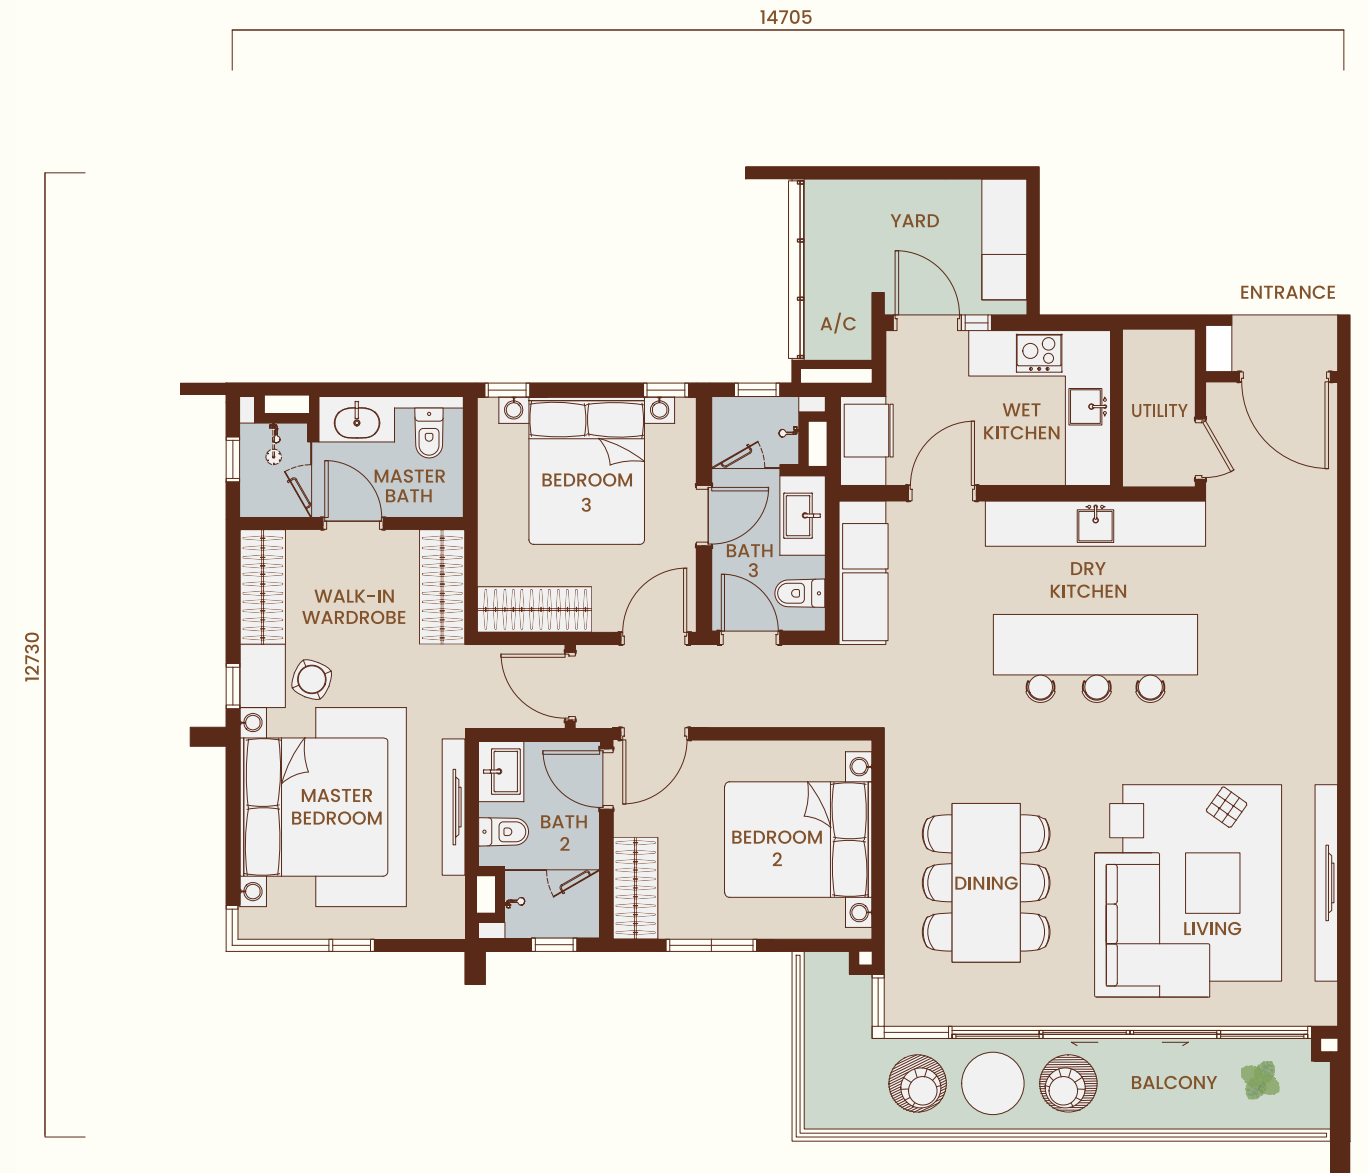 14705
12730
YARD
ENTRANCE
A/C
WET
KITCHEN
UTILITY
MASTER
BATH
BEDROOM
3
BATH
3
DRY
KITCHEN
WALK-IN
WARDROBE
MASTER
BEDROOM
BATH
2
BEDROOM
2
DINING
LIVING
BALCONY